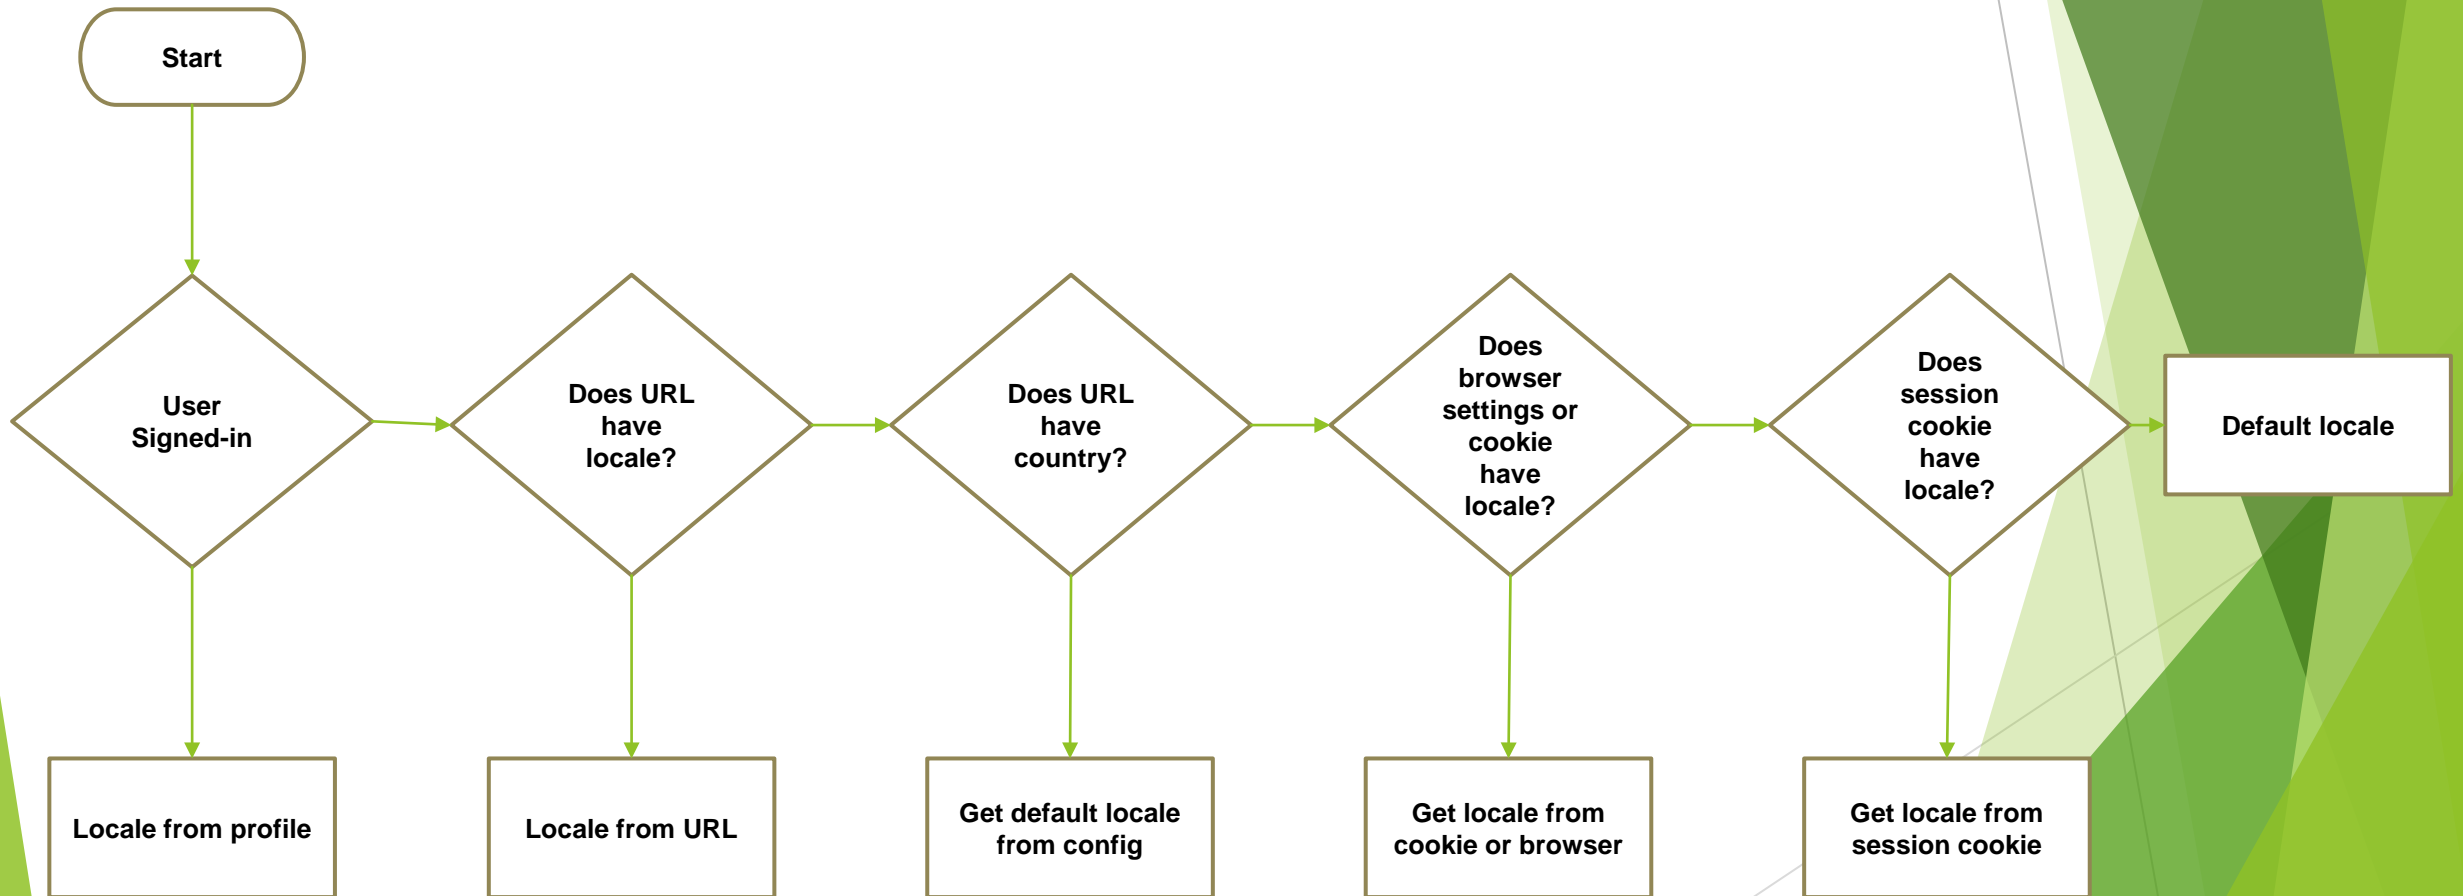 Start
User
Signed-in
Does URL
have
locale?
Does URL
have
country?
Does
browser
settings or
cookie
have
locale?
Does
session
cookie
have
locale?
Default locale
Locale from profile
Locale from URL
Get default locale
from config
Get locale from
cookie or browser
Get locale from
session cookie